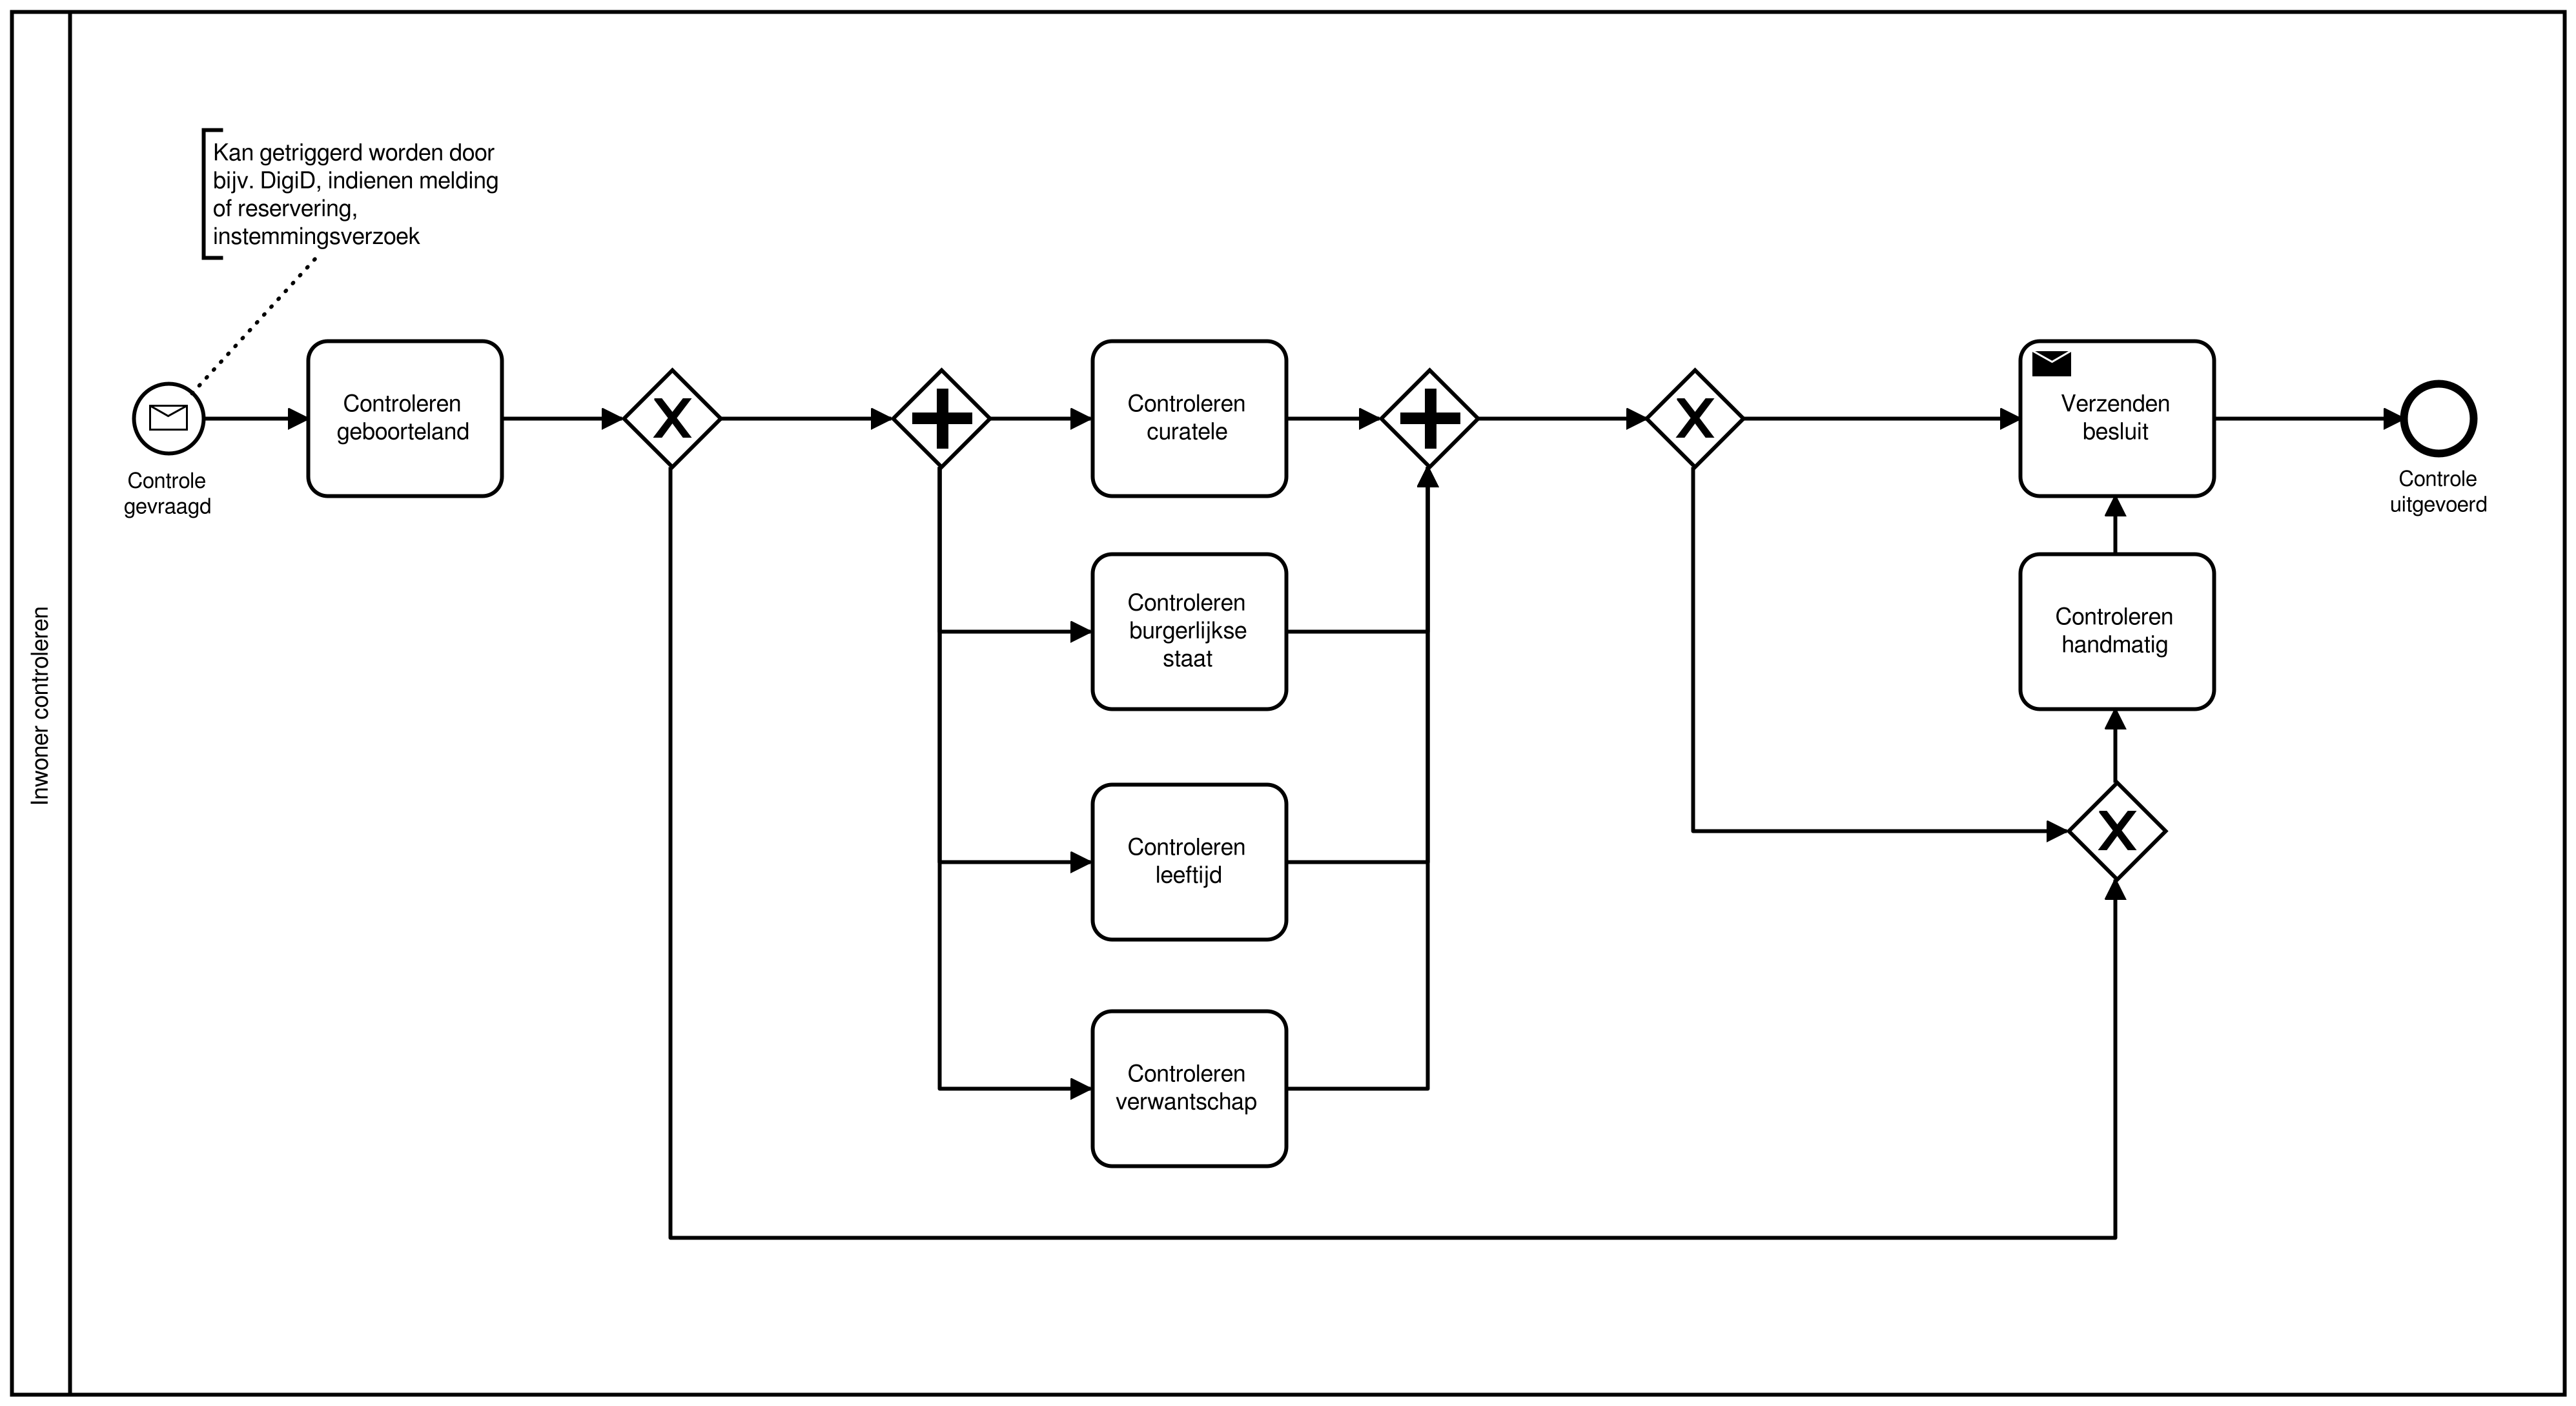 Kan getriggerd worden door
bijv. DigiD, indienen melding
of reservering,
instemmingsverzoek
Controle
gevraagd
Controleren
geboorteland
X
Controleren
curatele
X
Verzenden
besluit
Controle
uitgevoerd
Controleren
burgerlijkse
staat
Controleren
handmatig
Inwoner controleren
Controleren
leeftijd
X
Controleren
verwantschap